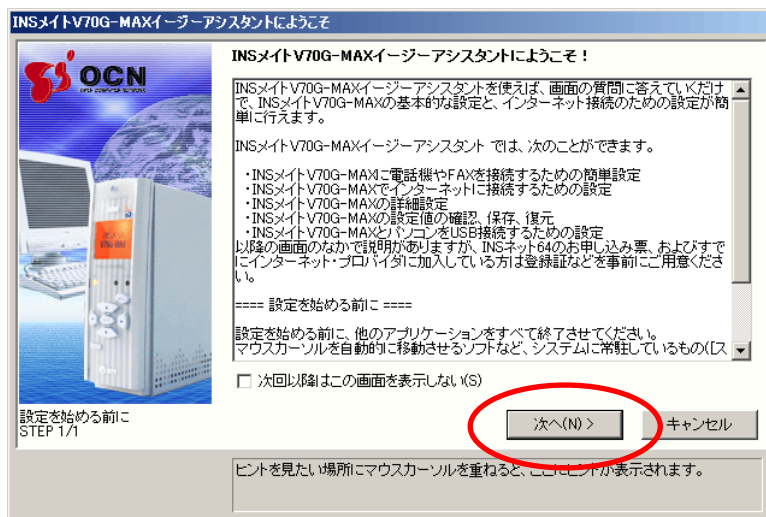 INSメイトV70G-MAXイージーアシスタントにようこそ
OCN
INSメイトV70G-MAXイージーアシスタントにようこそ！
INSメイトV70G-MAXイージーアシスタントを使えば、画面の質問に答えていくだけ
で、INSメイトV70G-MAXの基本的な設定と、インターネット接続のための設定が簡
単に行えます。
INSメイトV70G-MAXイージーアシスタント では、次のことができます。
・INSメイトV70G-MAXに電話機やFAXを接続するための簡単設定
・INSメイトV70G-MAXでインターネットに接続するための設定
・INSメイトV70G-MAXの詳細設定
・INSメイトV70G-MAXの設定値の確認、保存、復元
・INSメイトV70G-MAXとパソコンをUSB接続するための設定
以降の画面のなかで説明がありますが、INSネット64のお申し込み票、およびすで
にインターネット・プロバイダに加入している方は登録証などを事前にご用意くださ
い。
==== 設定を始める前に ====
設定を始める前に、他のアプリケーションをすべて終了させてください。
マウスカーソルを自動的に移動させるソフトなど、システムに常駐しているもの([ス
次回以降はこの画面を表示しない(S)
設定を始める前に
STEP 1/1
次へ(N) >
キャンセル
ヒントを見たい場所にマウスカーソルを重ねると、ここにヒントが表示されます。